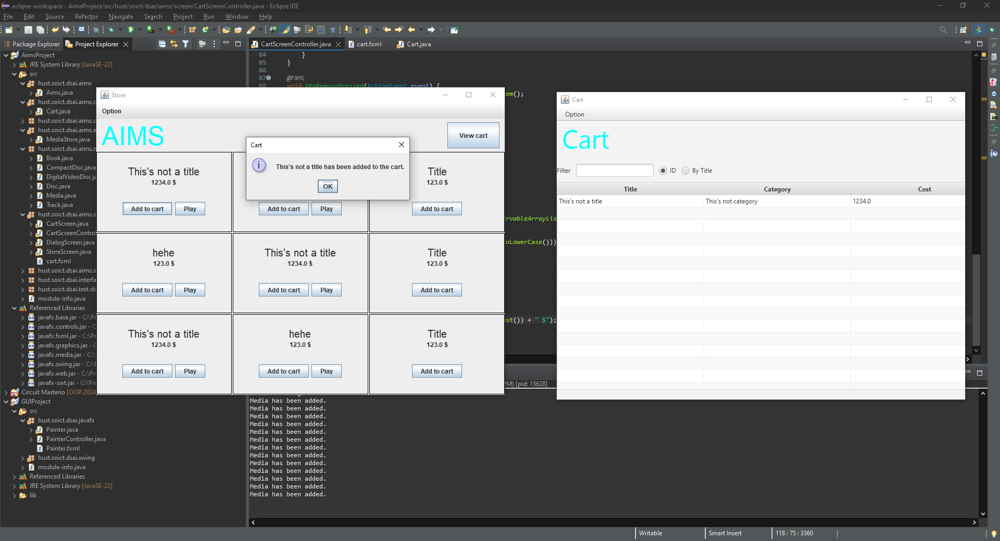 eclipse-workspace - AimsProject/src/hust/soict/dsai/aims/screen/CartScreenController.java - Eclipse IDE
File Edit Source Refactor Navigate Search Project Run Window Help
Package Explorer Project Explorer
AimsProject
JRE System Library [JavaSE-22]
src
hust.soict.dsai.aims
Aims.java
hust.soict.dsai.aims.c
Cart.java
hust.soict.dsai.aims.c
hust.soict.dsai.aims.e
MediaStore.java
hust.soict.dsai.aims.n
Book.java
CompactDisc.java
DigitalVideoDisc.ja
Disc.java
Media.java
Track.java
hust.soict.dsai.aims.s
CartScreen.java
CartScreenContro
DialogScreen.java
StoreScreen.java
cart.fxml
hust.soict.dsai.aims.s
hust.soict.dsai.interfa
hust.soict.dsai.test.di
module-info.java
Referenced Libraries
javafx.base.jar - C:\Pr
javafx.controls.jar - C
javafx.fxml.jar - C:\Pr
javafx.graphics.jar - C
javafx.media.jar - C:\
javafx.swing.jar - C:\P
javafx.web.jar - C:\Pr
javafx-swt.jar - C:\Pr
Circuit Masterio [OOP.2024
GUIProject
src
hust.soict.dsai.javafx
Painter.java
PainterController.java
Painter.fxml
hust.soict.dsai.swing
module-info.java
Referenced Libraries
JRE System Library [JavaSE-22]
lib
CartScreenController.java cart.fxml Cart.java
84 }
85 }
86
87 @FXML
88 void btnRemovePressed(ActionEvent event) {
em();
rvableArrayLis
oLowerCase()))
st()) + " $");
Store
Option
AIMS
View cart
This's not a title
1234.0 $
Add to cart Play
Add to cart Play
Title
123.0 $
Add to cart
hehe
123.0 $
Add to cart Play
This's not a title
1234.0 $
Add to cart Play
Title
123.0 $
Add to cart
This's not a title
1234.0 $
Add to cart Play
hehe
123.0 $
Add to cart Play
Title
123.0 $
Add to cart
Cart
This's not a title has been added to the cart.
OK
Cart
Option
Cart
Filter ID By Title
Title Category Cost
This's not a title This's not category 1234.0
PM) [pid: 13628]
Media has been added.
Media has been added.
Media has been added.
Media has been added.
Media has been added.
Media has been added.
Media has been added.
Media has been added.
Media has been added.
Media has been added.
Media has been added.
Media has been added.
Media has been added.
Writable Smart Insert 118 : 75 : 3360